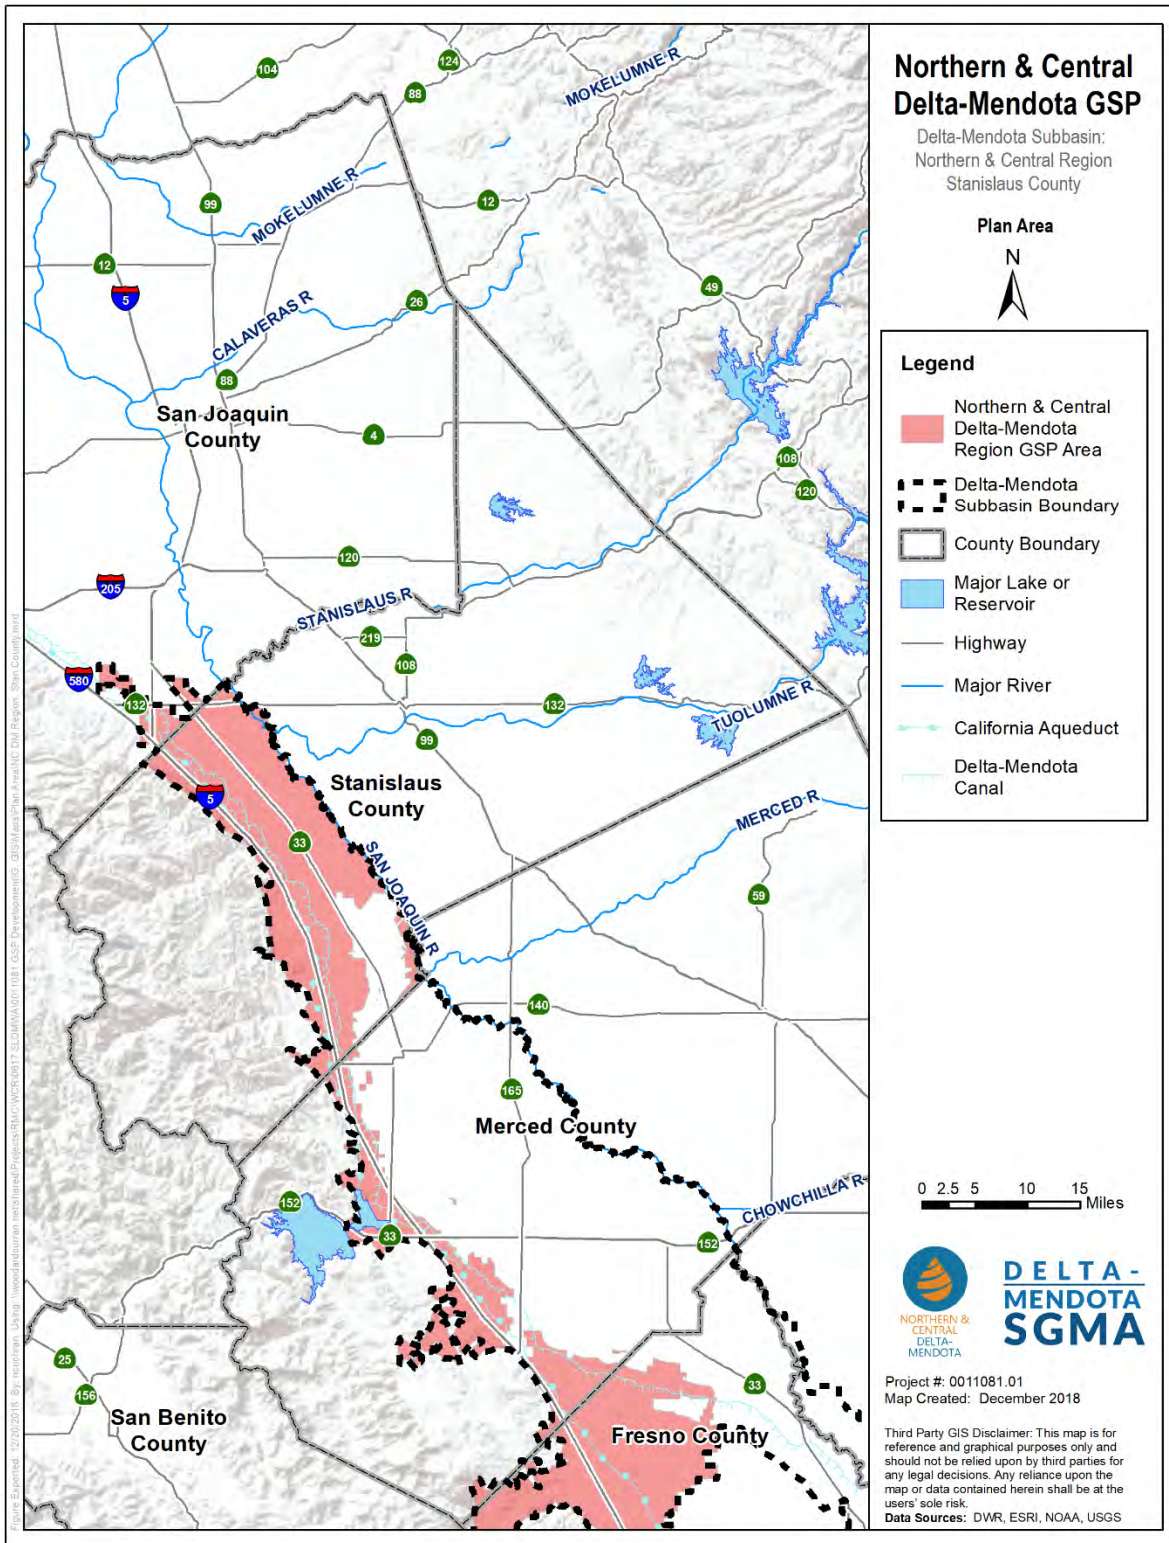 Northern & Central
Delta-Mendota GSP
Delta-Mendota Subbasin:
Northern & Central Region
Stanislaus County
Plan Area
N
Legend
Northern & Central
Delta-Mendota
Region GSP Area
Delta-Mendota
Subbasin Boundary
County Boundary
Major Lake or
Reservoir
Highway
Major River
California Aqueduct
Delta-Mendota
Canal
0 2.5 5 10 15
Miles
NORTHERN &
CENTRAL
DELTA-
MENDOTA
DELTA-
MENDOTA
SGMA
Project #: 0011081.01
Map Created: December 2018
Third Party GIS Disclaimer: This map is for
reference and graphical purposes only and
should not be relied upon by third parties for
any legal decisions. Any reliance upon the
map or data contained herein shall be at the
users' sole risk.
Data Sources: DWR, ESRI, NOAA, USGS
104
124
88
MOKELUMNE R
99
MOKELUMNE R
12
12
5
49
26
CALAVERAS R
88
San Joaquin
County
4
108
120
120
205
STANISLAUS R
219
108
580
132
132
TUOLUMNE R
99
Stanislaus
County
5
33
MERCED R
SAN JOAQUIN R
59
140
165
Merced County
152
CHOWCHILLA R
33
152
25
156
33
San Benito
County
Fresno County
Figure Exported: 12/20/2018